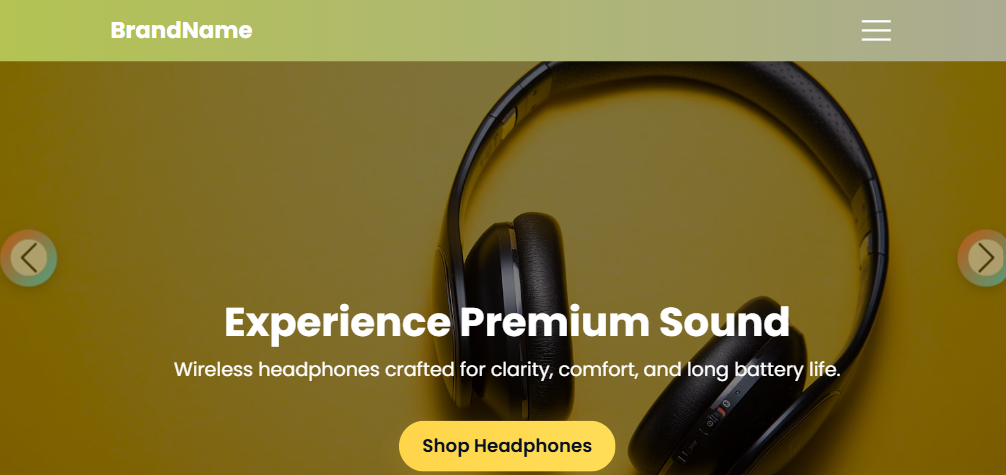 BrandName
Experience Premium Sound
Wireless headphones crafted for clarity, comfort, and long battery life.
Shop Headphones